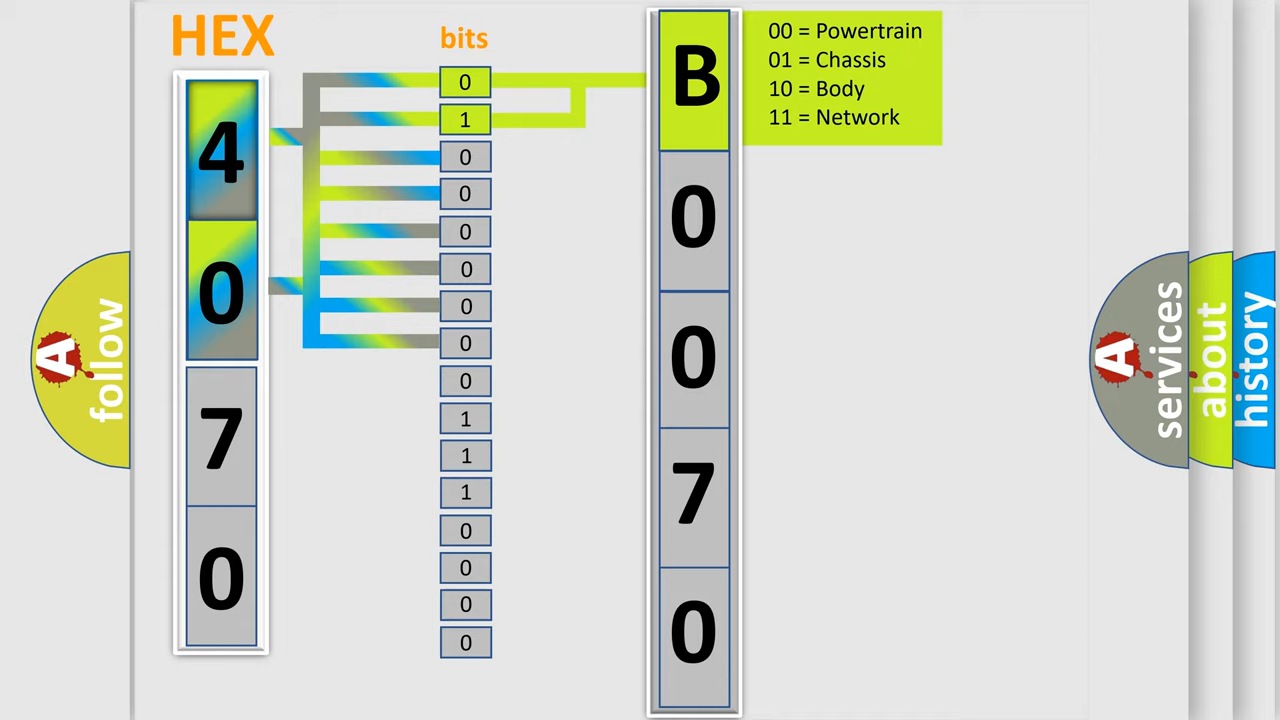 HEX
bits
4
0
7
0
0
1
0
0
0
0
0
0
0
1
1
1
0
0
0
0
B
0
0
7
0
00 = Powertrain
01 = Chassis
10 = Body
11 = Network
A
follow
A
services
about
history